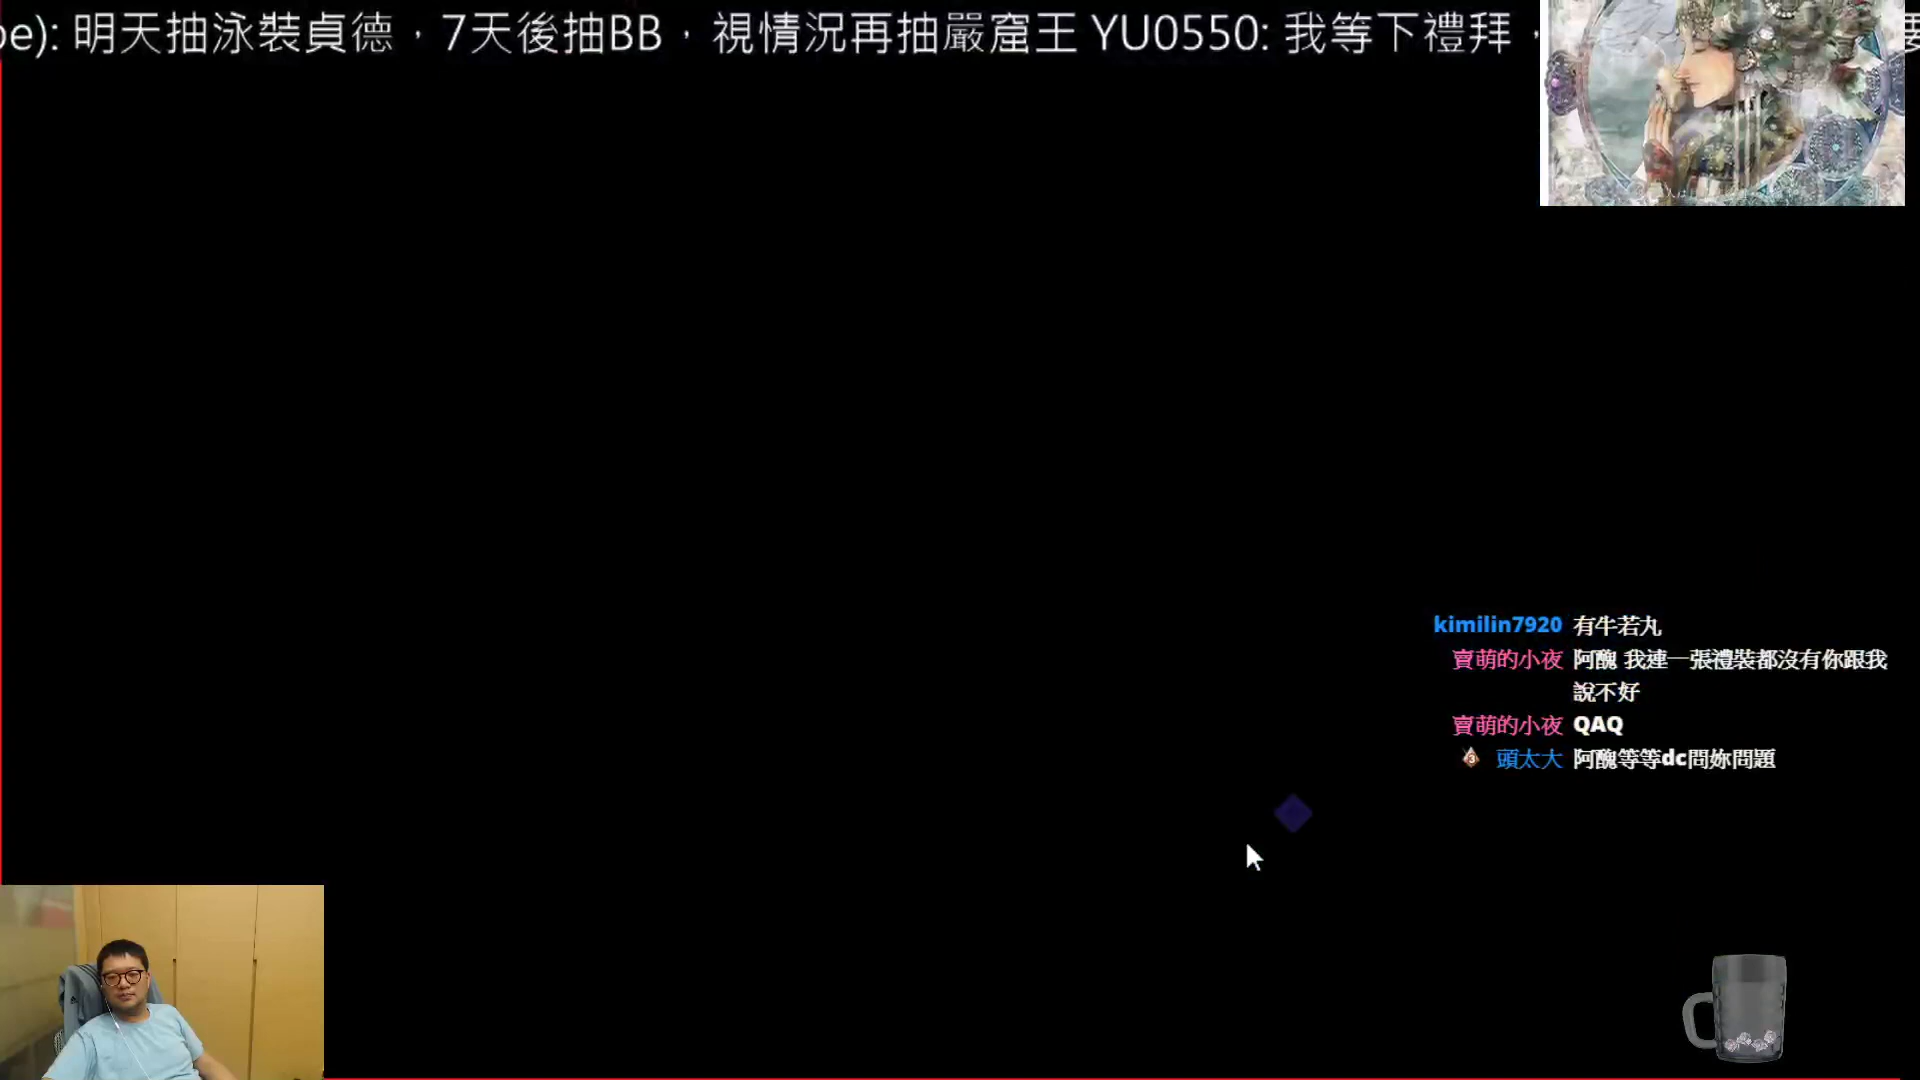 be): 明天抽泳裝貞德，7天後抽BB，視情況再抽嚴窟王 YU0550: 我等下禮拜，
kimilin7920 有牛若丸
賣萌的小夜 阿醜 我連一張禮裝都沒有你跟我
說不好
賣萌的小夜 QAQ
頭太大 阿醜等等dc問妳問題